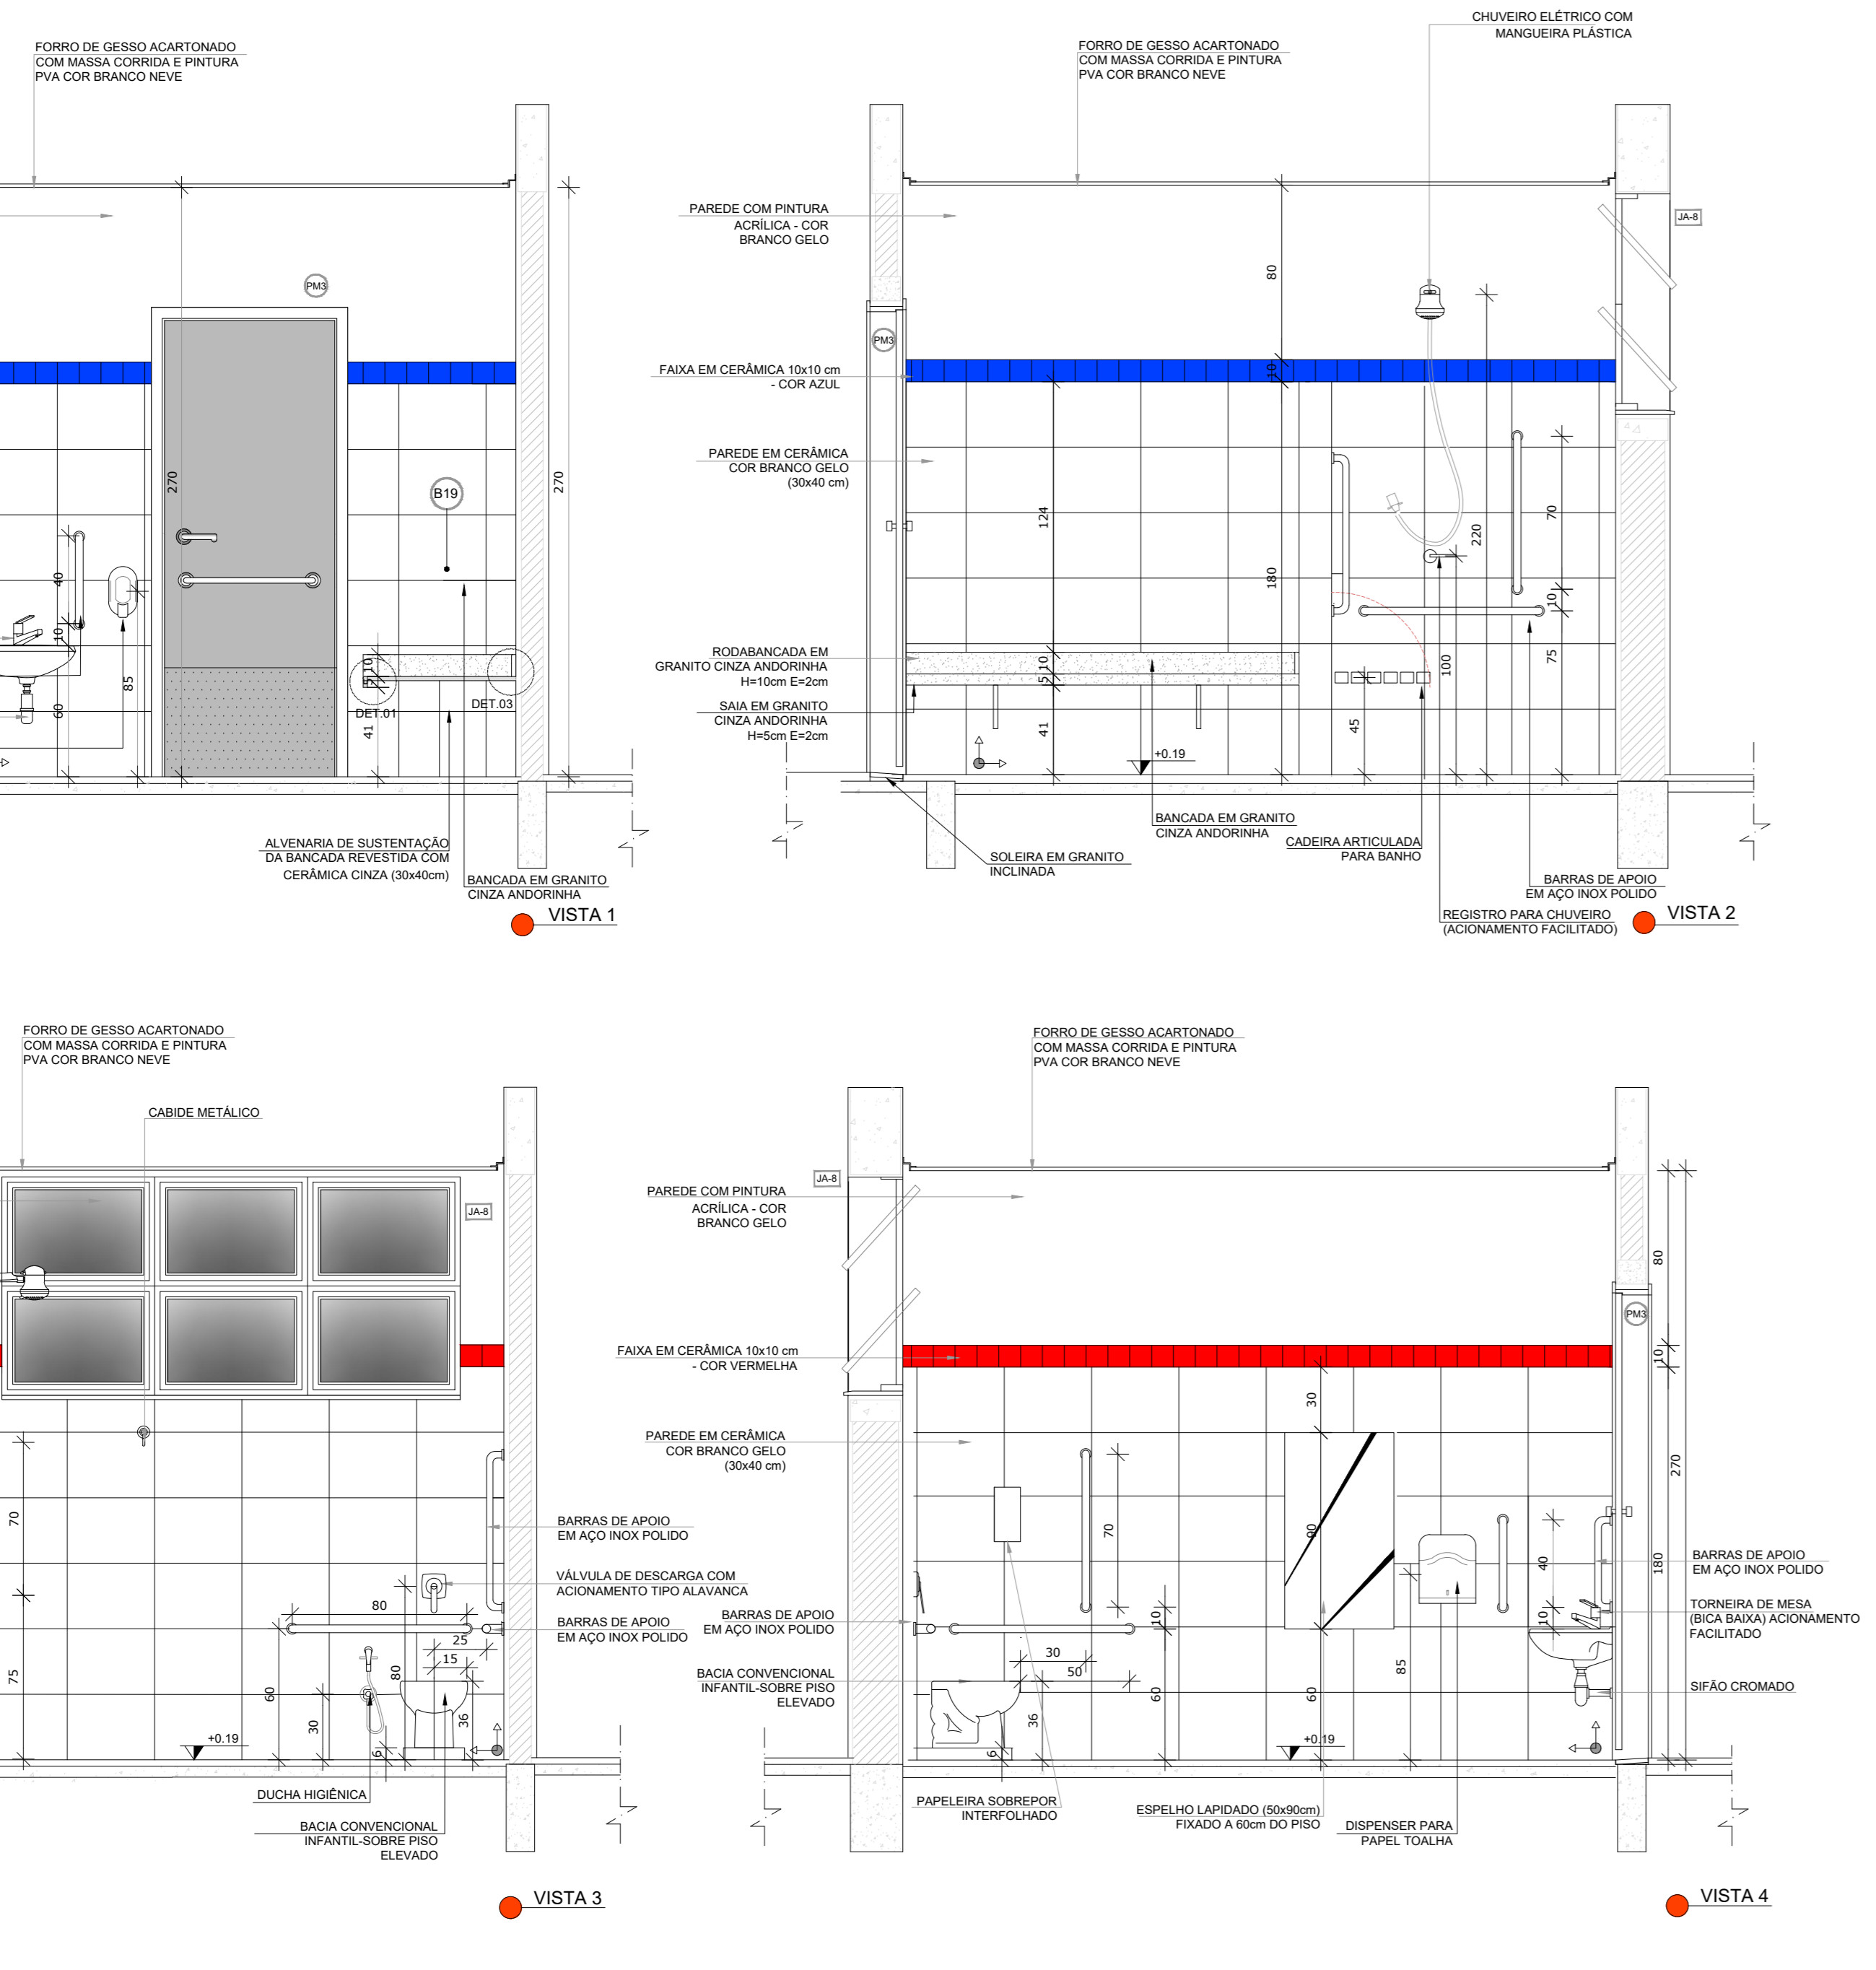 FORRO DE GESSO ACARTONADO
COM MASSA CORRIDA E PINTURA
PVA COR BRANCO NEVE
PM3
270
270
B19
40
10
85
60
10
5
41
DET.01
DET.03
ALVENARIA DE SUSTENTAÇÃO
DA BANCADA REVESTIDA COM
CERÂMICA CINZA (30x40cm)
BANCADA EM GRANITO
CINZA ANDORINHA
VISTA 1
CHUVEIRO ELÉTRICO COM
MANGUEIRA PLÁSTICA
FORRO DE GESSO ACARTONADO
COM MASSA CORRIDA E PINTURA
PVA COR BRANCO NEVE
PAREDE COM PINTURA
ACRÍLICA - COR
BRANCO GELO
JA-8
80
PM3
FAIXA EM CERÂMICA 10x10 cm
- COR AZUL
10
PAREDE EM CERÂMICA
COR BRANCO GELO
(30x40 cm)
124
180
220
70
10
75
100
45
RODABANCADA EM
GRANITO CINZA ANDORINHA
H=10cm E=2cm
10
5
41
SAIA EM GRANITO
CINZA ANDORINHA
H=5cm E=2cm
+0.19
BANCADA EM GRANITO
CINZA ANDORINHA
SOLEIRA EM GRANITO
INCLINADA
CADEIRA ARTICULADA
PARA BANHO
BARRAS DE APOIO
EM AÇO INOX POLIDO
REGISTRO PARA CHUVEIRO
(ACIONAMENTO FACILITADO)
VISTA 2
FORRO DE GESSO ACARTONADO
COM MASSA CORRIDA E PINTURA
PVA COR BRANCO NEVE
CABIDE METÁLICO
JA-8
70
75
BARRAS DE APOIO
EM AÇO INOX POLIDO
VÁLVULA DE DESCARGA COM
ACIONAMENTO TIPO ALAVANCA
BARRAS DE APOIO
EM AÇO INOX POLIDO
80
25
15
80
60
30
36
6
+0.19
DUCHA HIGIÊNICA
BACIA CONVENCIONAL
INFANTIL-SOBRE PISO
ELEVADO
VISTA 3
FORRO DE GESSO ACARTONADO
COM MASSA CORRIDA E PINTURA
PVA COR BRANCO NEVE
JA-8
PAREDE COM PINTURA
ACRÍLICA - COR
BRANCO GELO
80
PM3
FAIXA EM CERÂMICA 10x10 cm
- COR VERMELHA
10
30
PAREDE EM CERÂMICA
COR BRANCO GELO
(30x40 cm)
270
70
90
40
180
BARRAS DE APOIO
EM AÇO INOX POLIDO
BARRAS DE APOIO
EM AÇO INOX POLIDO
TORNEIRA DE MESA
(BICA BAIXA) ACIONAMENTO
FACILITADO
10
10
30
50
85
BACIA CONVENCIONAL
INFANTIL-SOBRE PISO
ELEVADO
60
60
36
6
SIFÃO CROMADO
+0.19
PAPELEIRA SOBREPOR
INTERFOLHADO
ESPELHO LAPIDADO (50x90cm)
FIXADO A 60cm DO PISO
DISPENSER PARA
PAPEL TOALHA
VISTA 4